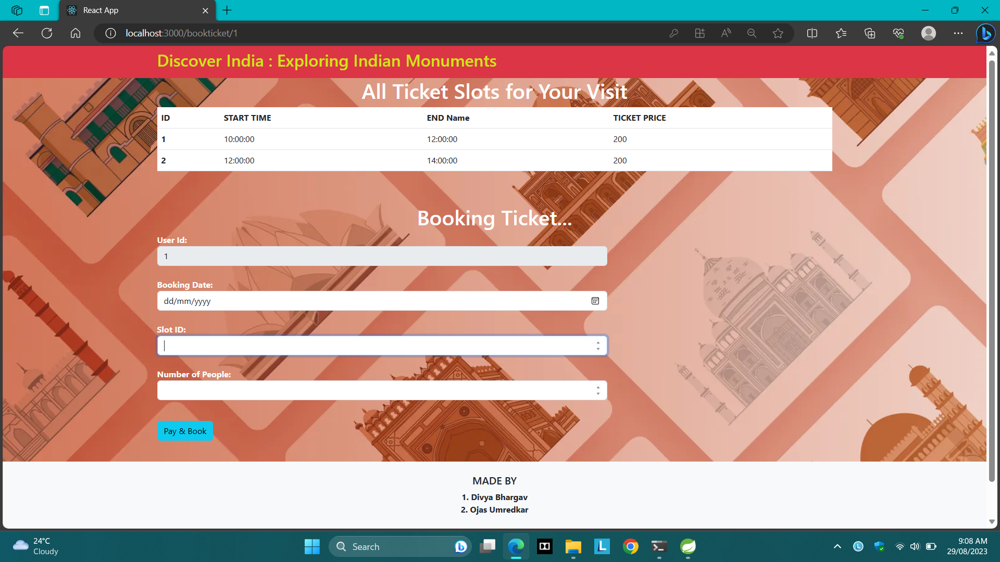 React App
localhost:3000/bookticket/1
Discover India : Exploring Indian Monuments
All Ticket Slots for Your Visit
ID START TIME END Name TICKET PRICE
1 10:00:00 12:00:00 200
2 12:00:00 14:00:00 200
Booking Ticket...
User Id:
1
Booking Date:
dd/mm/yyyy
Slot ID:
Number of People:
Pay & Book
MADE BY
1. Divya Bhargav
2. Ojas Umredkar
24°C
Cloudy
Search
9:08 AM
29/08/2023